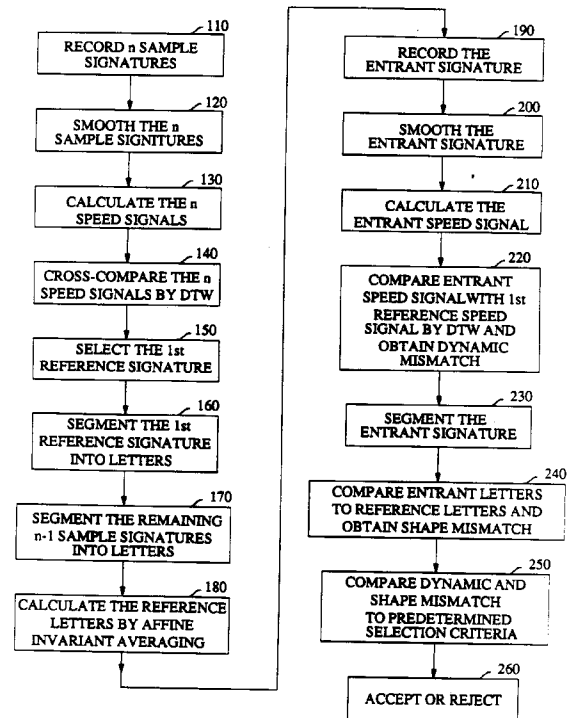 110
RECORD n SAMPLE
SIGNATURES
120
SMOOTH THE n
SAMPLE SIGNITURES
130
CALCULATE THE n
SPEED SIGNALS
140
CROSS-COMPARE THE n
SPEED SIGNALS BY DTW
150
SELECT THE 1st
REFERENCE SIGNATURE
160
SEGMENT THE 1st
REFERENCE SIGNATURE
INTO LETTERS
170
SEGMENT THE REMAINING
n-1 SAMPLE SIGNATURES
INTO LETTERS
180
CALCULATE THE REFERENCE
LETTERS BY AFFINE
INVARIANT AVERAGING
190
RECORD THE
ENTRANT SIGNATURE
200
SMOOTH THE
ENTRANT SIGNATURE
210
CALCULATE THE
ENTRANT SPEED SIGNAL
220
COMPARE ENTRANT
SPEED SIGNAL WITH 1st
REFERENCE SPEED
SIGNAL BY DTW AND
OBTAIN DYNAMIC
MISMATCH
230
SEGMENT THE
ENTRANT SIGNATURE
240
COMPARE ENTRANT LETTERS
TO REFERENCE LETTERS AND
OBTAIN SHAPE MISMATCH
250
COMPARE DYNAMIC AND
SHAPE MISMATCH
TO PREDETERMINED
SELECTION CRITERIA
260
ACCEPT OR REJECT